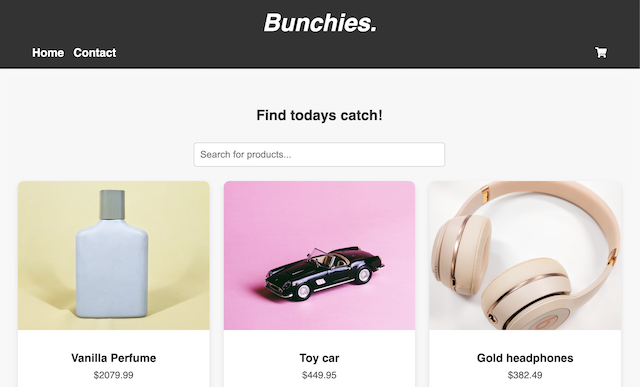 Bunchies.
Home Contact
Find todays catch!
Search for products...
Vanilla Perfume Toy car Gold headphones
$2079.99 $449.95 $382.49